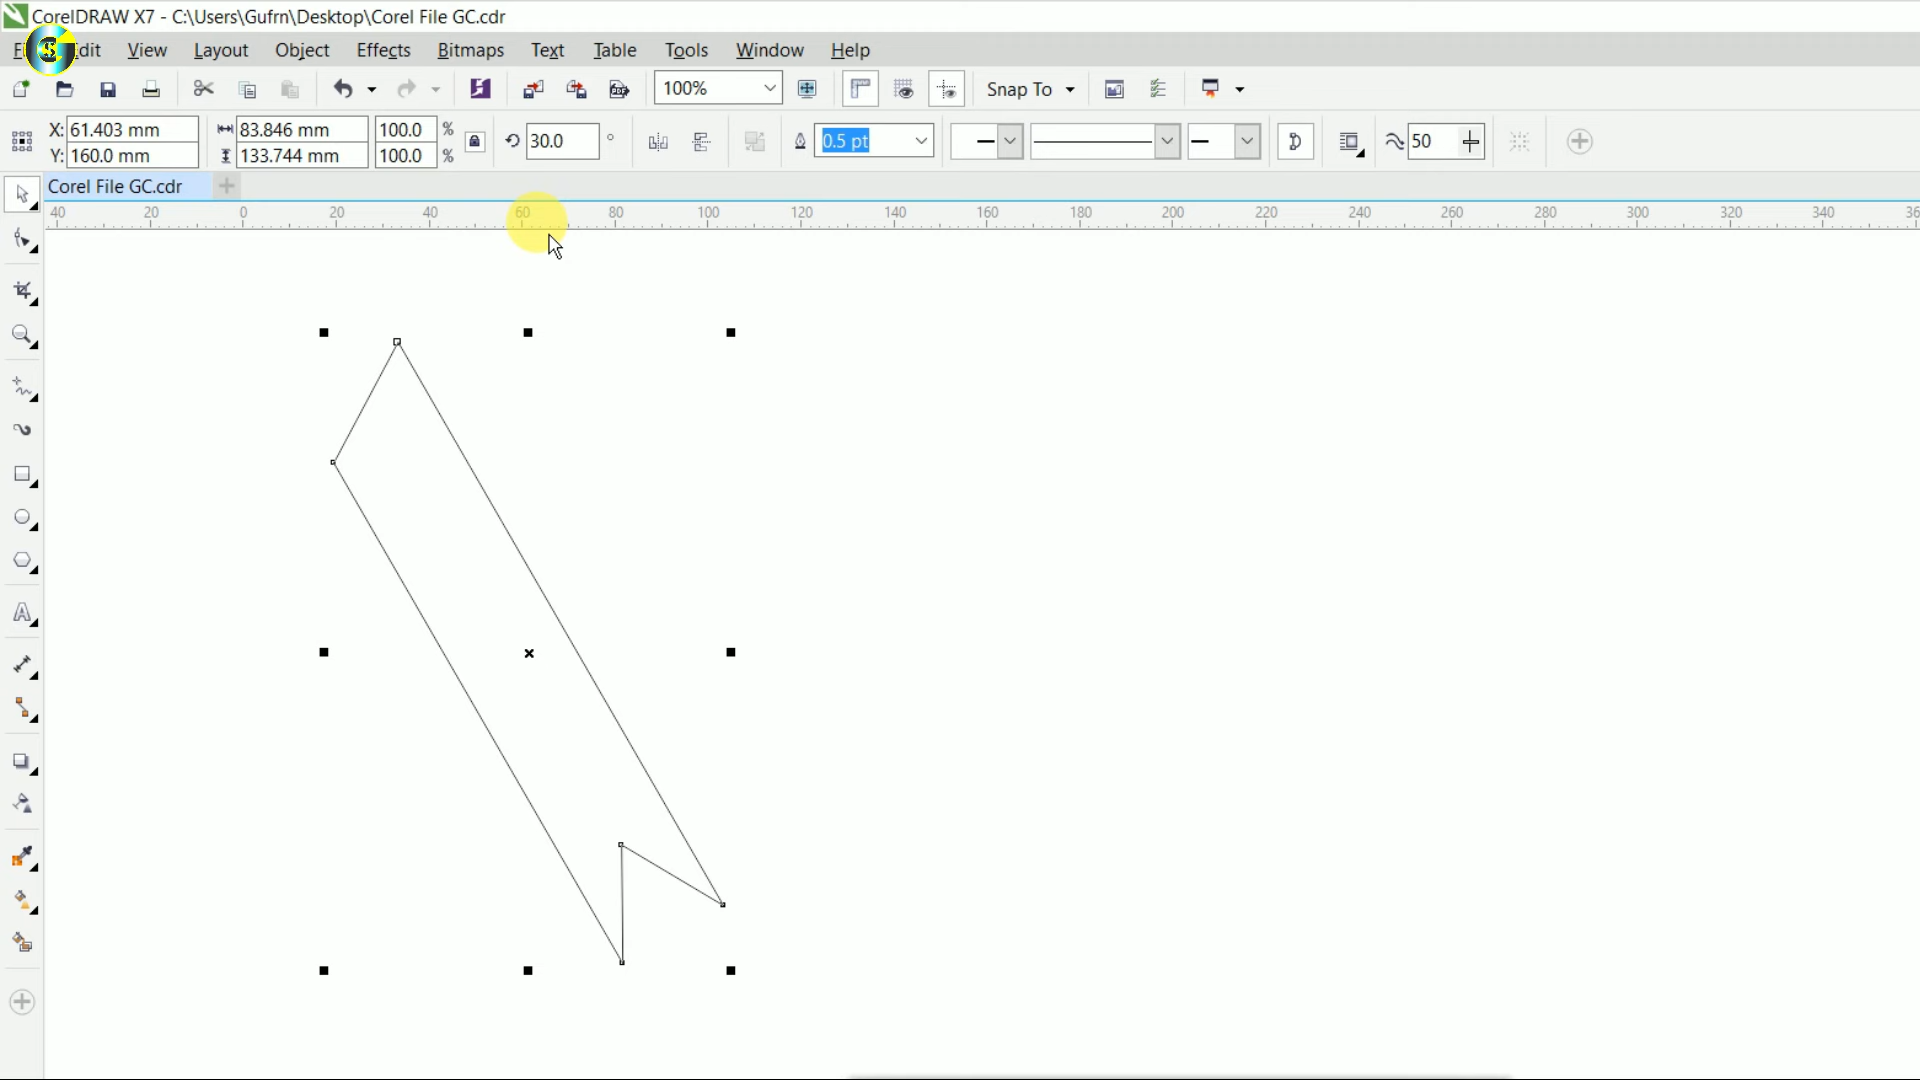 CorelDRAW X7 - C:\Users\Gufrn\Desktop\Corel File GC.cdr
Edit View Layout Object Effects Bitmaps Text Table Tools Window Help
100% Snap To
X: 61.403 mm 83.846 mm 100.0 %
Y: 160.0 mm 133.744 mm 100.0 %
30.0 ° 0.5 pt 50
Corel File GC.cdr
40 20 0 20 40 60 80 100 120 140 160 180 200 220 240 260 280 300 320 340 36